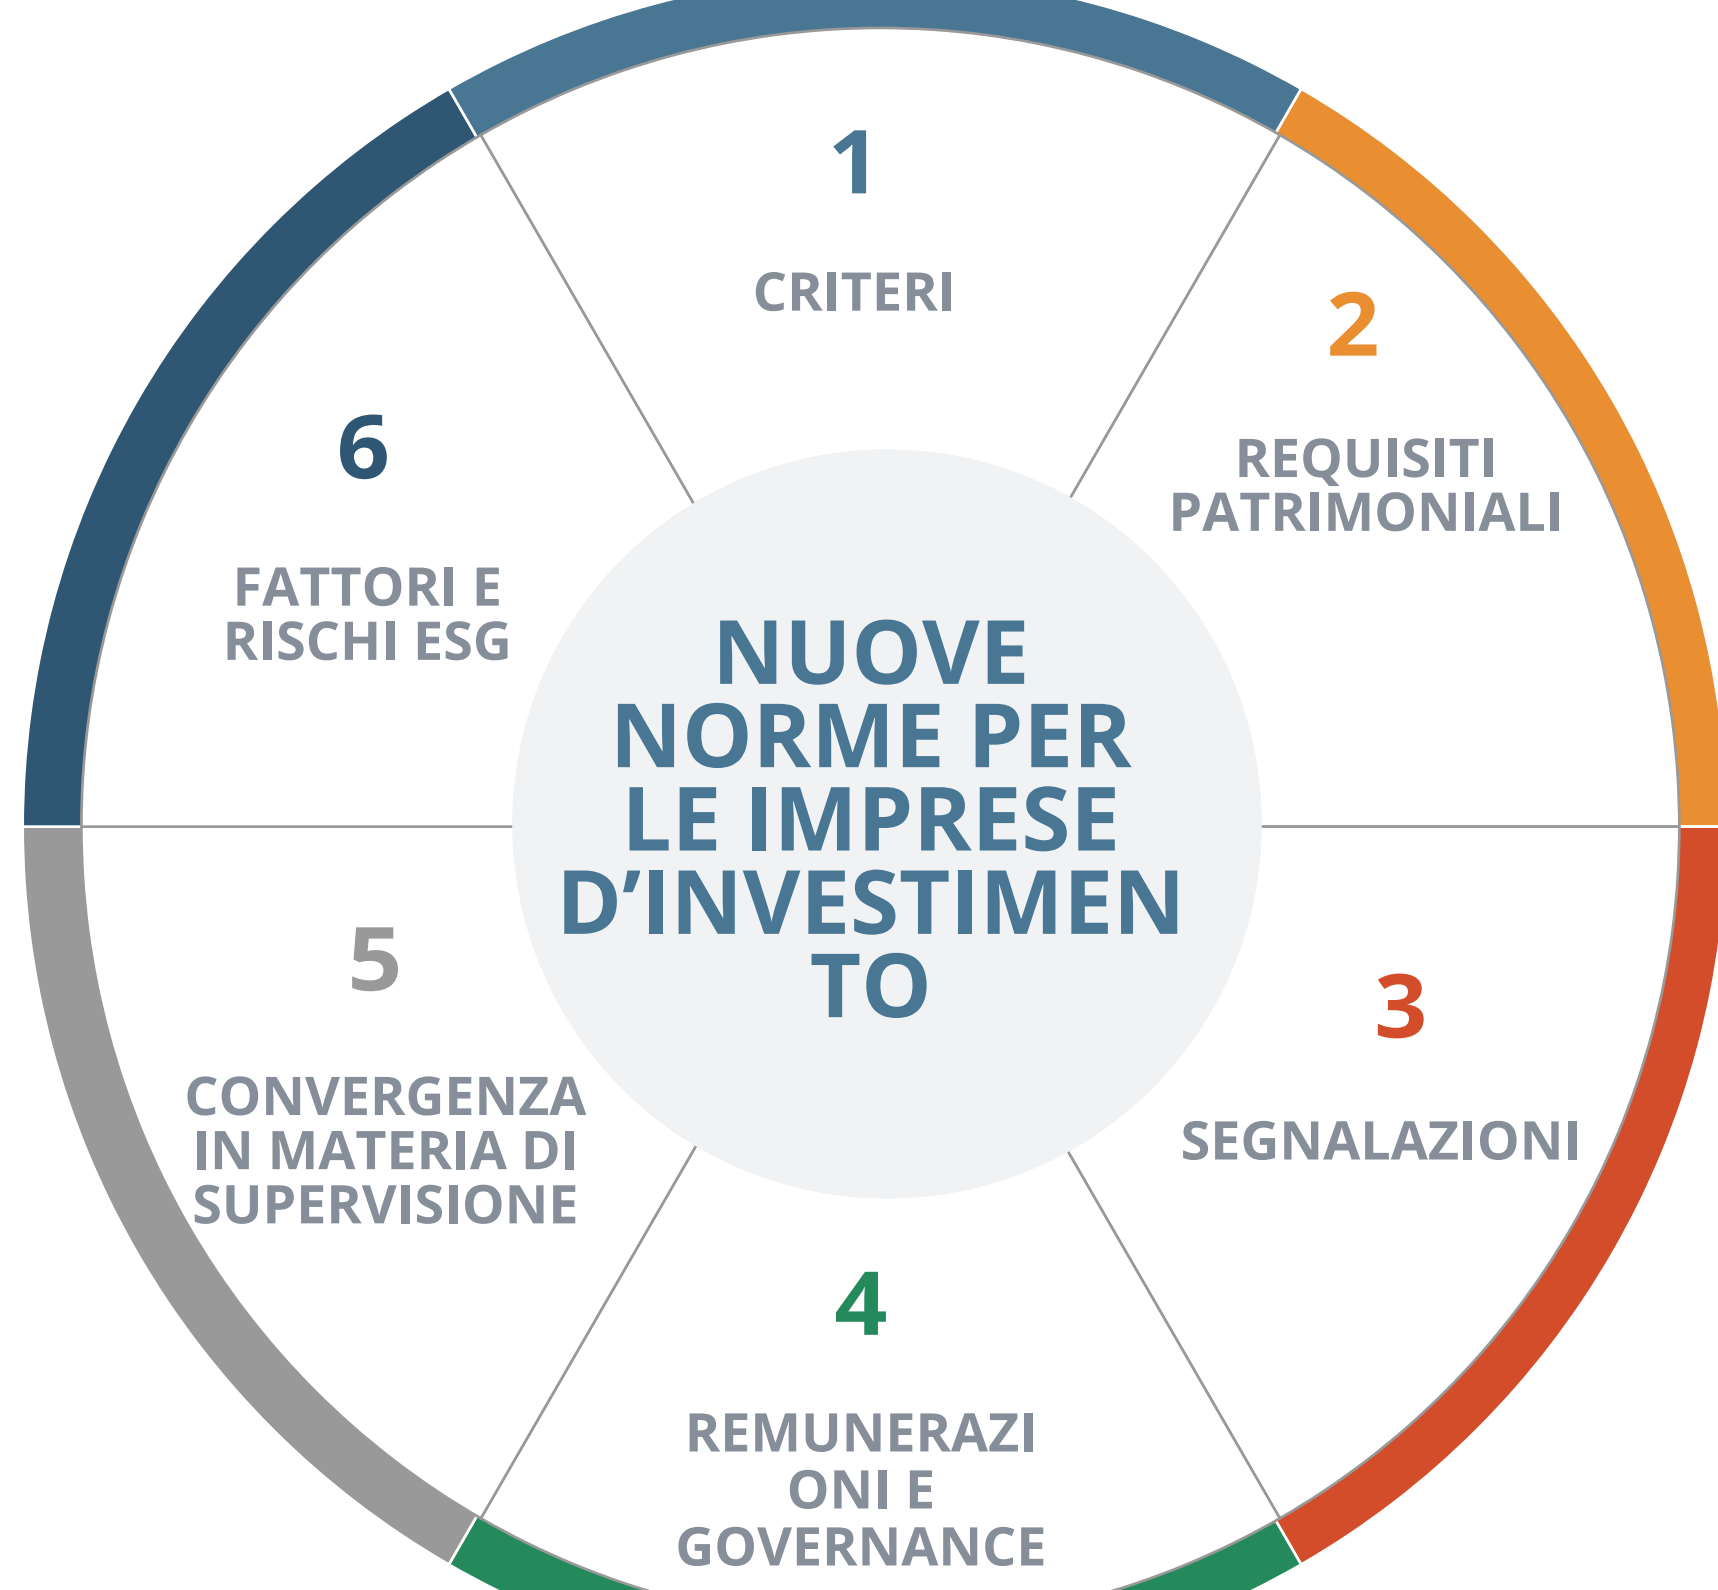 1
CRITERI
2
REQUISITI
PATRIMONIALI
3
SEGNALAZIONI
4
REMUNERAZI
ONI E
GOVERNANCE
5
CONVERGENZA
IN MATERIA DI
SUPERVISIONE
6
FATTORI E
RISCHI ESG
NUOVE
NORME PER
LE IMPRESE
D’INVESTIMEN
TO